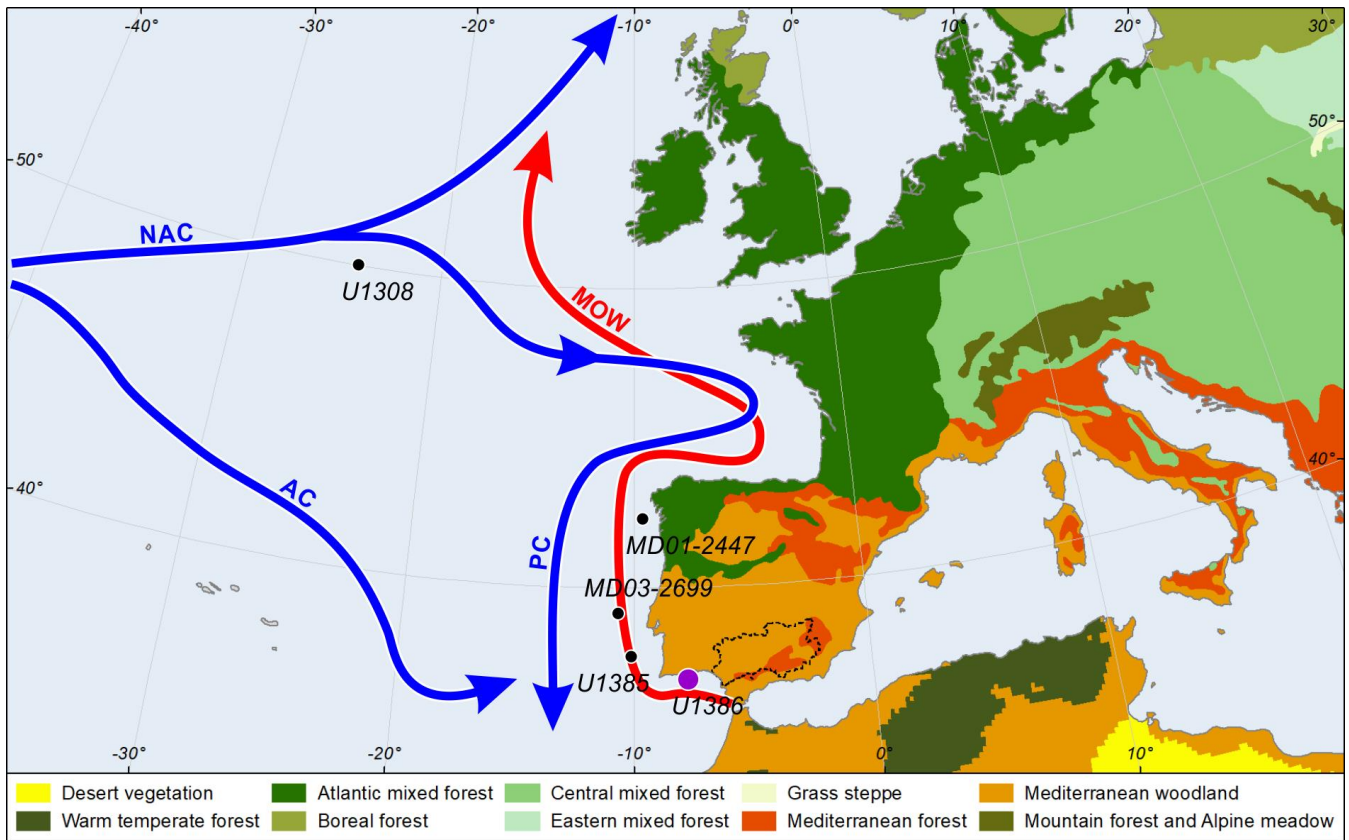 -40° -30° -20° -10° 0° 10° 20° 30°
50°
50°
NAC
U1308
MOW
40°
40°
AC
PC
MD01-2447
MD03-2699
U1385
U1386
-30° -20° -10° 0° 10°
Desert vegetation Atlantic mixed forest Central mixed forest Grass steppe Mediterranean woodland
Warm temperate forest Boreal forest Eastern mixed forest Mediterranean forest Mountain forest and Alpine meadow